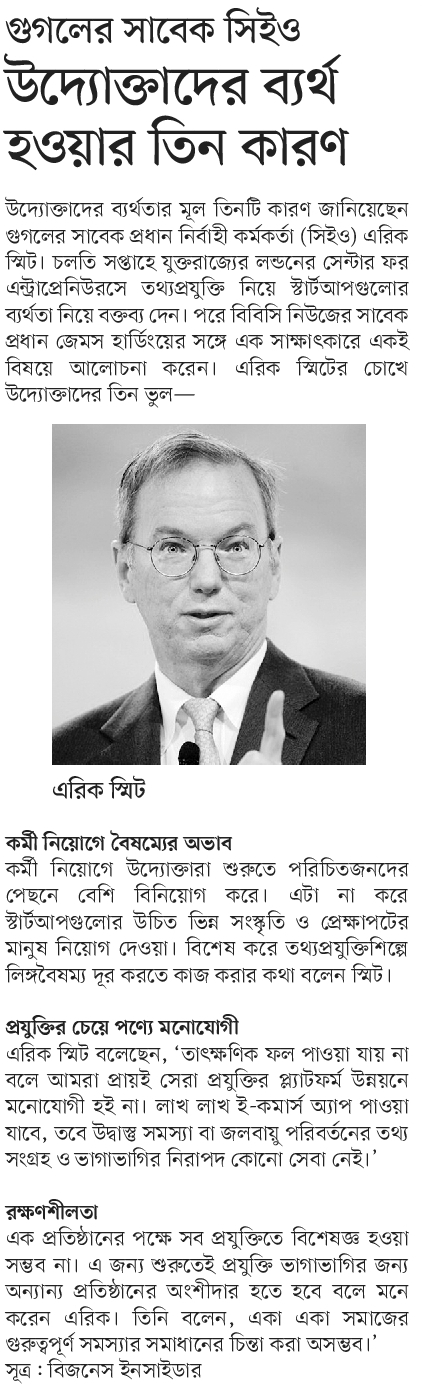 গুগলের সাবেক সিইও
উদ্যোক্তাদের ব্যর্থ
হওয়ার তিন কারণ
উদ্যোক্তাদের ব্যর্থতার মূল তিনটি কারণ জানিয়েছেন
গুগলের সাবেক প্রধান নির্বাহী কর্মকর্তা (সিইও) এরিক
স্মিট। চলতি সপ্তাহে যুক্তরাজ্যের লন্ডনের সেন্টার ফর
এন্ট্রাপ্রেনিউরসে তথ্যপ্রযুক্তি নিয়ে স্টার্টআপগুলোর
ব্যর্থতা নিয়ে বক্তব্য দেন। পরে বিবিসি নিউজের সাবেক
প্রধান জেমস হার্ডিংয়ের সঙ্গে এক সাক্ষাৎকারে একই
বিষয়ে আলোচনা করেন। এরিক স্মিটের চোখে
উদ্যোক্তাদের তিন ভুল—
এরিক স্মিট
কর্মী নিয়োগে বৈষম্যের অভাব
কর্মী নিয়োগে উদ্যোক্তারা শুরুতে পরিচিতজনদের
পেছনে বেশি বিনিয়োগ করে। এটা না করে
স্টার্টআপগুলোর উচিত ভিন্ন সংস্কৃতি ও প্রেক্ষাপটের
মানুষ নিয়োগ দেওয়া। বিশেষ করে তথ্যপ্রযুক্তিশিল্পে
লিঙ্গবৈষম্য দূর করতে কাজ করার কথা বলেন স্মিট।
প্রযুক্তির চেয়ে পণ্যে মনোযোগী
এরিক স্মিট বলেছেন, ‘তাৎক্ষণিক ফল পাওয়া যায় না
বলে আমরা প্রায়ই সেরা প্রযুক্তির প্ল্যাটফর্ম উন্নয়নে
মনোযোগী হই না। লাখ লাখ ই-কমার্স অ্যাপ পাওয়া
যাবে, তবে উদ্বাস্তু সমস্যা বা জলবায়ু পরিবর্তনের তথ্য
সংগ্রহ ও ভাগাভাগির নিরাপদ কোনো সেবা নেই।’
রক্ষণশীলতা
এক প্রতিষ্ঠানের পক্ষে সব প্রযুক্তিতে বিশেষজ্ঞ হওয়া
সম্ভব না। এ জন্য শুরুতেই প্রযুক্তি ভাগাভাগির জন্য
অন্যান্য প্রতিষ্ঠানের অংশীদার হতে হবে বলে মনে
করেন এরিক। তিনি বলেন, একা একা সমাজের
গুরুত্বপূর্ণ সমস্যার সমাধানের চিন্তা করা অসম্ভব।’
সূত্র : বিজনেস ইনসাইডার